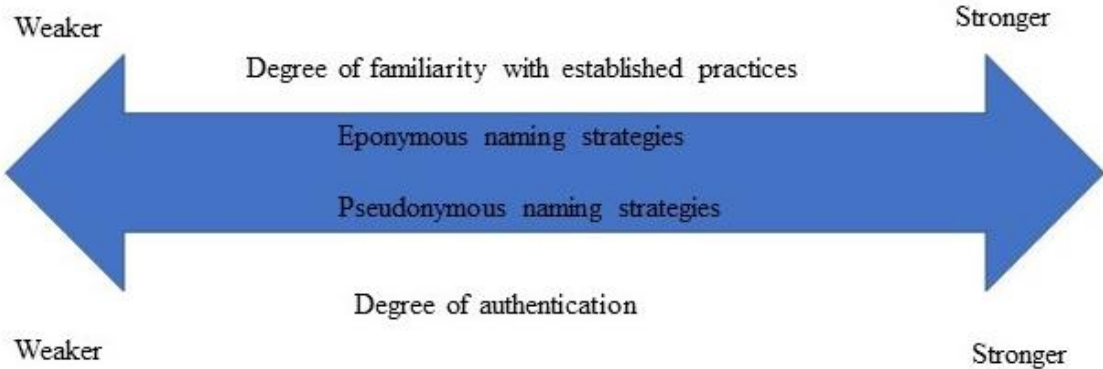 Weaker
Stronger
Degree of familiarity with established practices
Eponymous naming strategies
Pseudonymous naming strategies
Degree of authentication
Weaker
Stronger